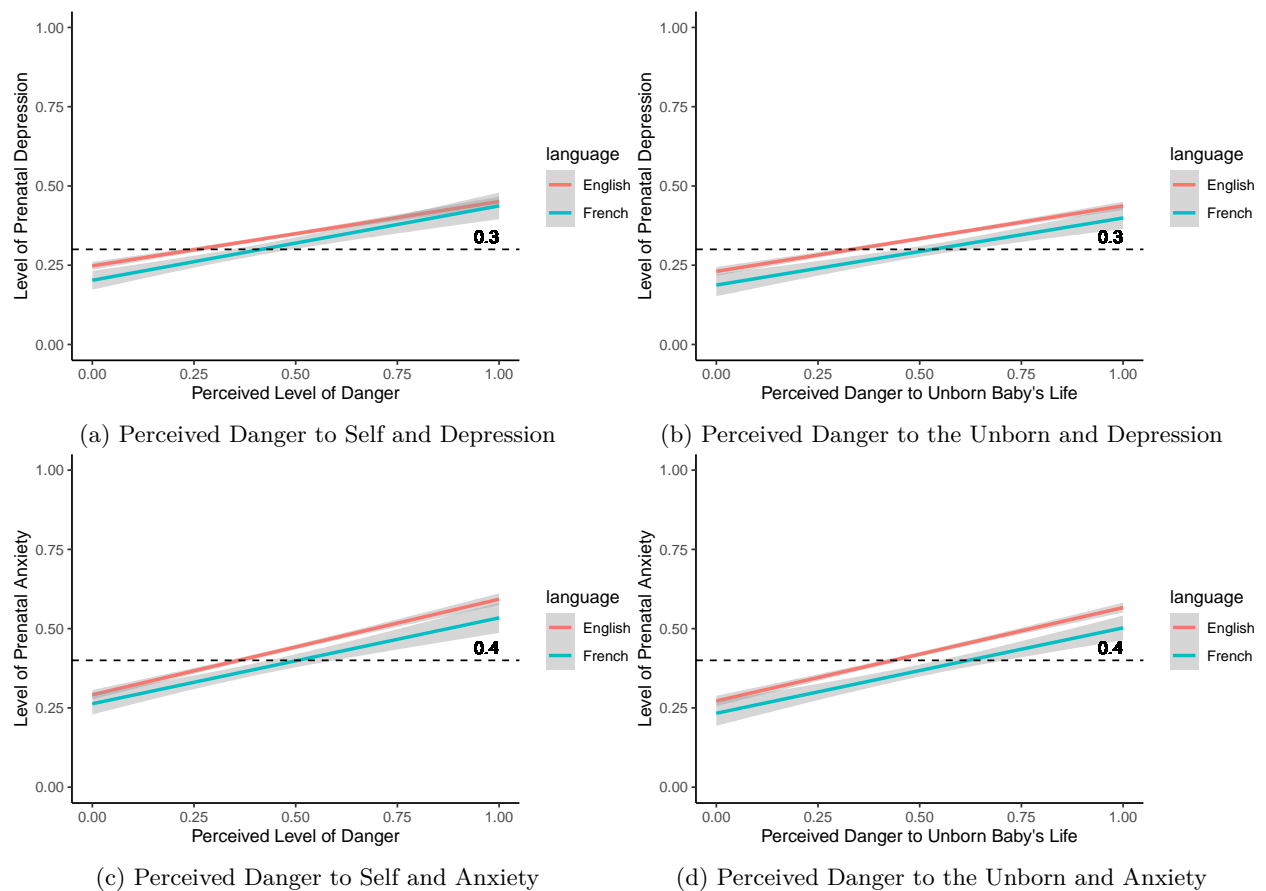 1.00
0.75
0.50
0.25
0.00
Level of Prenatal Depression
0.3
0.00 0.25 0.50 0.75 1.00
Perceived Level of Danger
language
English
French
(a) Perceived Danger to Self and Depression
1.00
0.75
0.50
0.25
0.00
Level of Prenatal Depression
0.3
0.00 0.25 0.50 0.75 1.00
Perceived Danger to Unborn Baby's Life
language
English
French
(b) Perceived Danger to the Unborn and Depression
1.00
0.75
0.50
0.25
0.00
Level of Prenatal Anxiety
0.4
0.00 0.25 0.50 0.75 1.00
Perceived Level of Danger
language
English
French
(c) Perceived Danger to Self and Anxiety
1.00
0.75
0.50
0.25
0.00
Level of Prenatal Anxiety
0.4
0.00 0.25 0.50 0.75 1.00
Perceived Danger to Unborn Baby's Life
language
English
French
(d) Perceived Danger to the Unborn and Anxiety